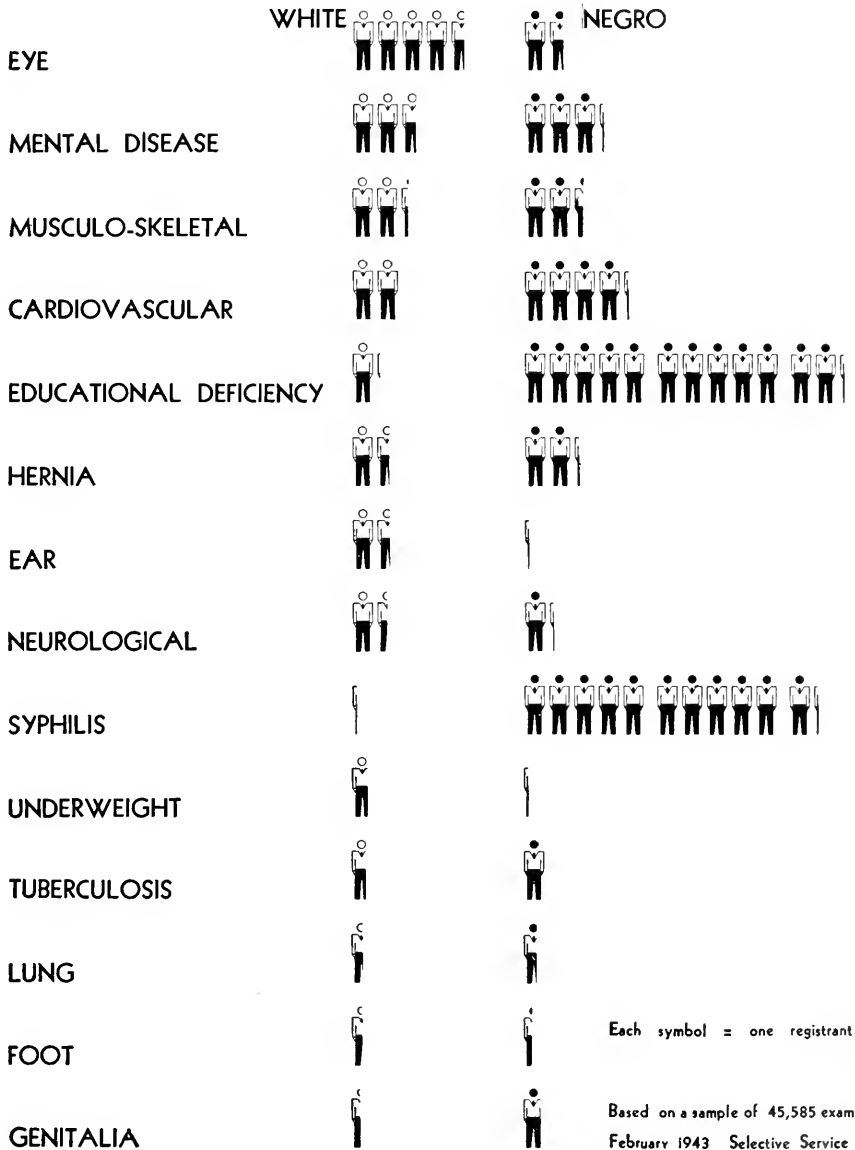 WHITE NEGRO
EYE
MENTAL DISEASE
MUSCULO-SKELETAL
CARDIOVASCULAR
EDUCATIONAL DEFICIENCY
HERNIA
EAR
NEUROLOGICAL
SYPHILIS
UNDERWEIGHT
TUBERCULOSIS
LUNG
FOOT
GENITALIA
Each symbol = one registrant
Based on a sample of 45,585 exam
February 1943 Selective Service